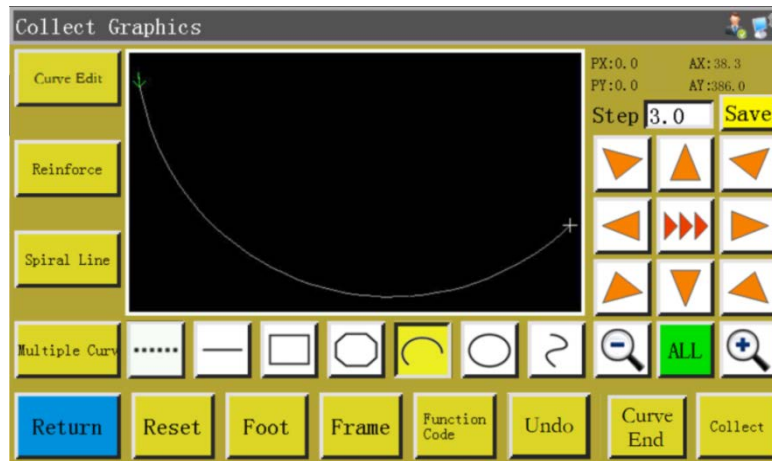 Collect Graphics
Curve Edit
PX:0.0 AX:38.3
PY:0.0 AY:386.0
Step 3.0 Save
Reinforce
Spiral Line
Multiple Curv
ALL
Return
Reset
Foot
Frame
Function
Code
Undo
Curve
End
Collect